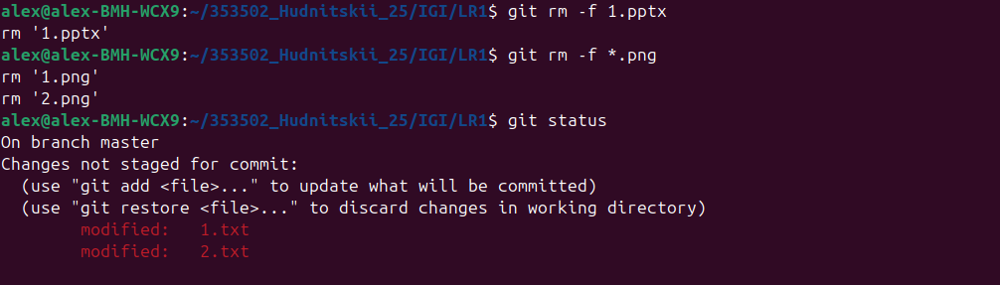 alex@alex-BMH-WCX9:~/353502_Hudnitskii_25/IGI/LR1$ git rm -f 1.pptx
rm '1.pptx'
alex@alex-BMH-WCX9:~/353502_Hudnitskii_25/IGI/LR1$ git rm -f *.png
rm '1.png'
rm '2.png'
alex@alex-BMH-WCX9:~/353502_Hudnitskii_25/IGI/LR1$ git status
On branch master
Changes not staged for commit:
  (use "git add <file>..." to update what will be committed)
  (use "git restore <file>..." to discard changes in working directory)
        modified:   1.txt
        modified:   2.txt